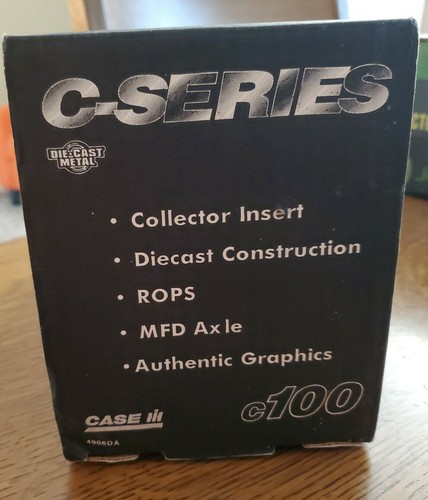 C-SERIES
DIE-CAST
METAL
• Collector Insert
• Diecast Construction
• ROPS
• MFD Axle
• Authentic Graphics
CASE IH
c100
4986DA